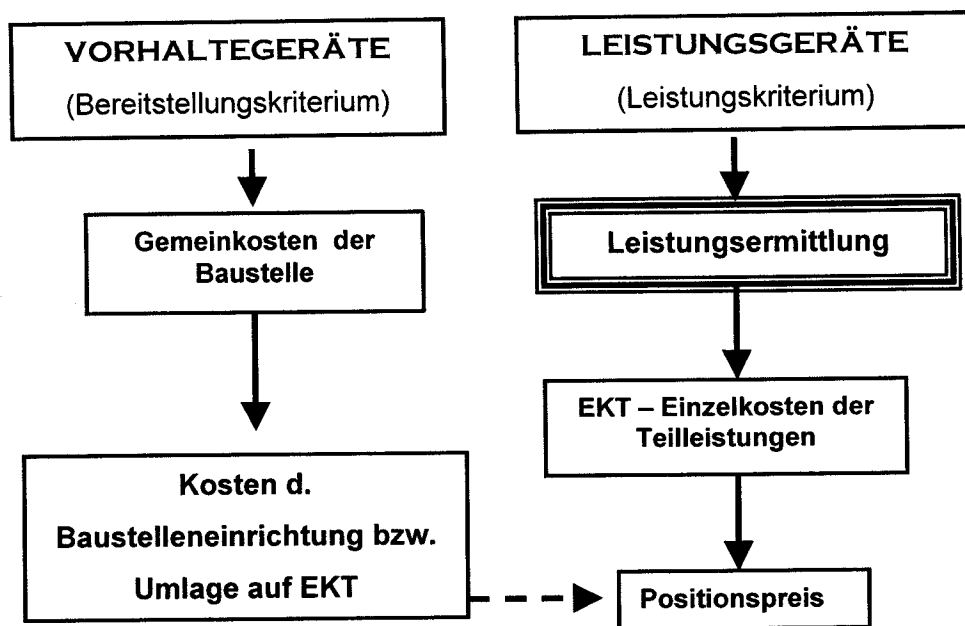 VORHALTEGERÄTE
(Bereitstellungskriterium)
Gemeinkosten der
Baustelle
Kosten d.
Baustelleneinrichtung bzw.
Umlage auf EKT
LEISTUNGSGERÄTE
(Leistungskriterium)
Leistungsermittlung
EKT – Einzelkosten der
Teilleistungen
Positionspreis